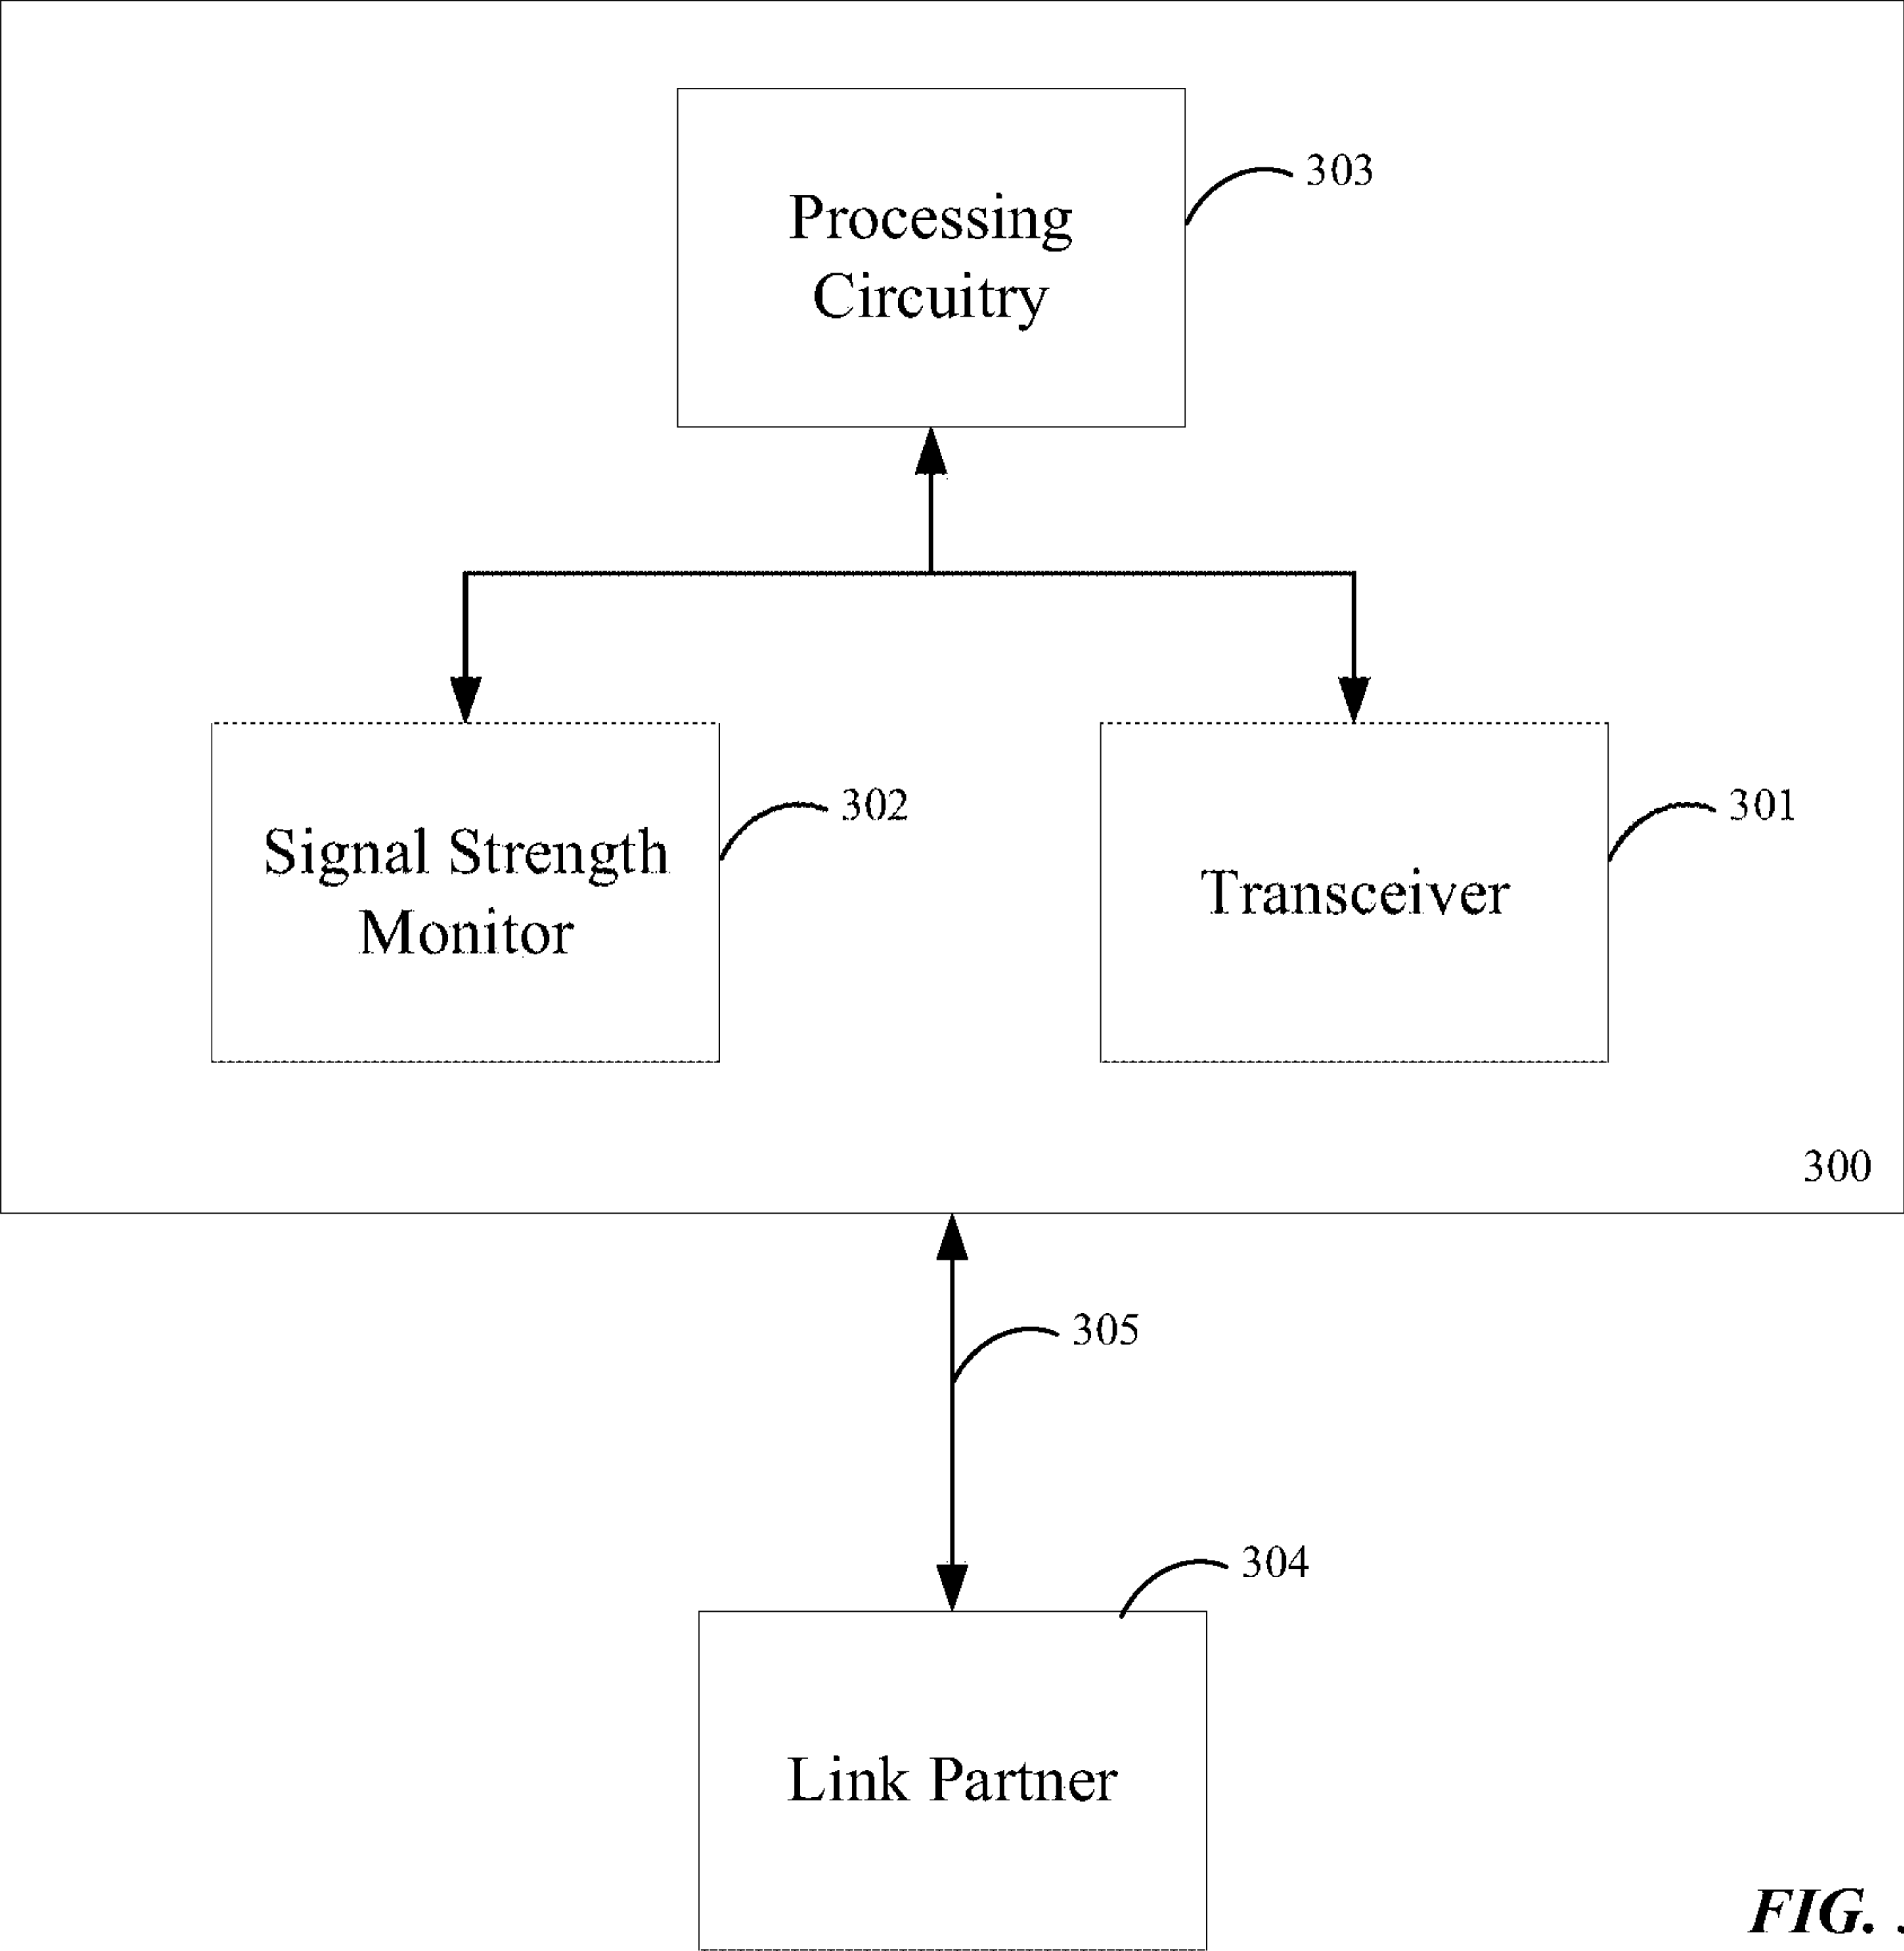 Processing
Circuitry
303
Signal Strength
Monitor
302
Transceiver
301
300
305
304
Link Partner
FIG.